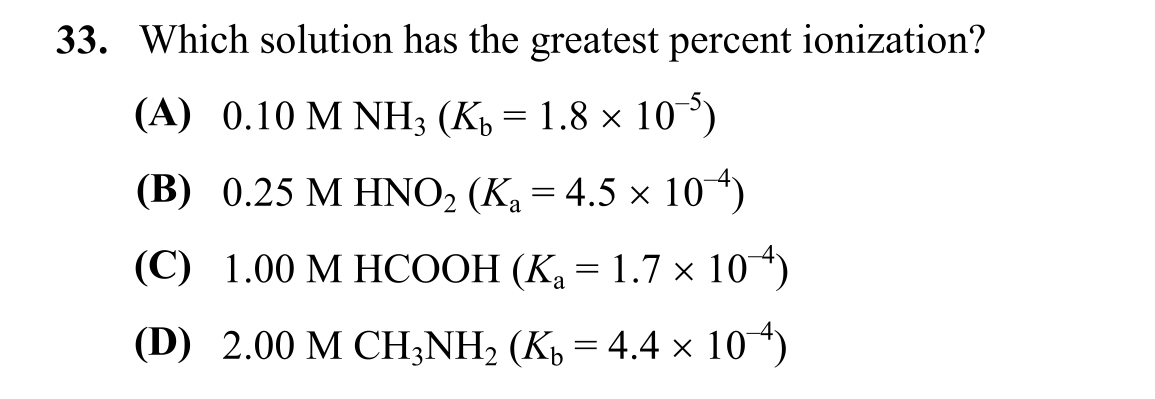 33. Which solution has the greatest percent ionization?
(A) 0.10 M NH₃ (K_b = 1.8 × 10⁻⁵)
(B) 0.25 M HNO₂ (Kₐ = 4.5 × 10⁻⁴)
(C) 1.00 M HCOOH (Kₐ = 1.7 × 10⁻⁴)
(D) 2.00 M CH₃NH₂ (K_b = 4.4 × 10⁻⁴)